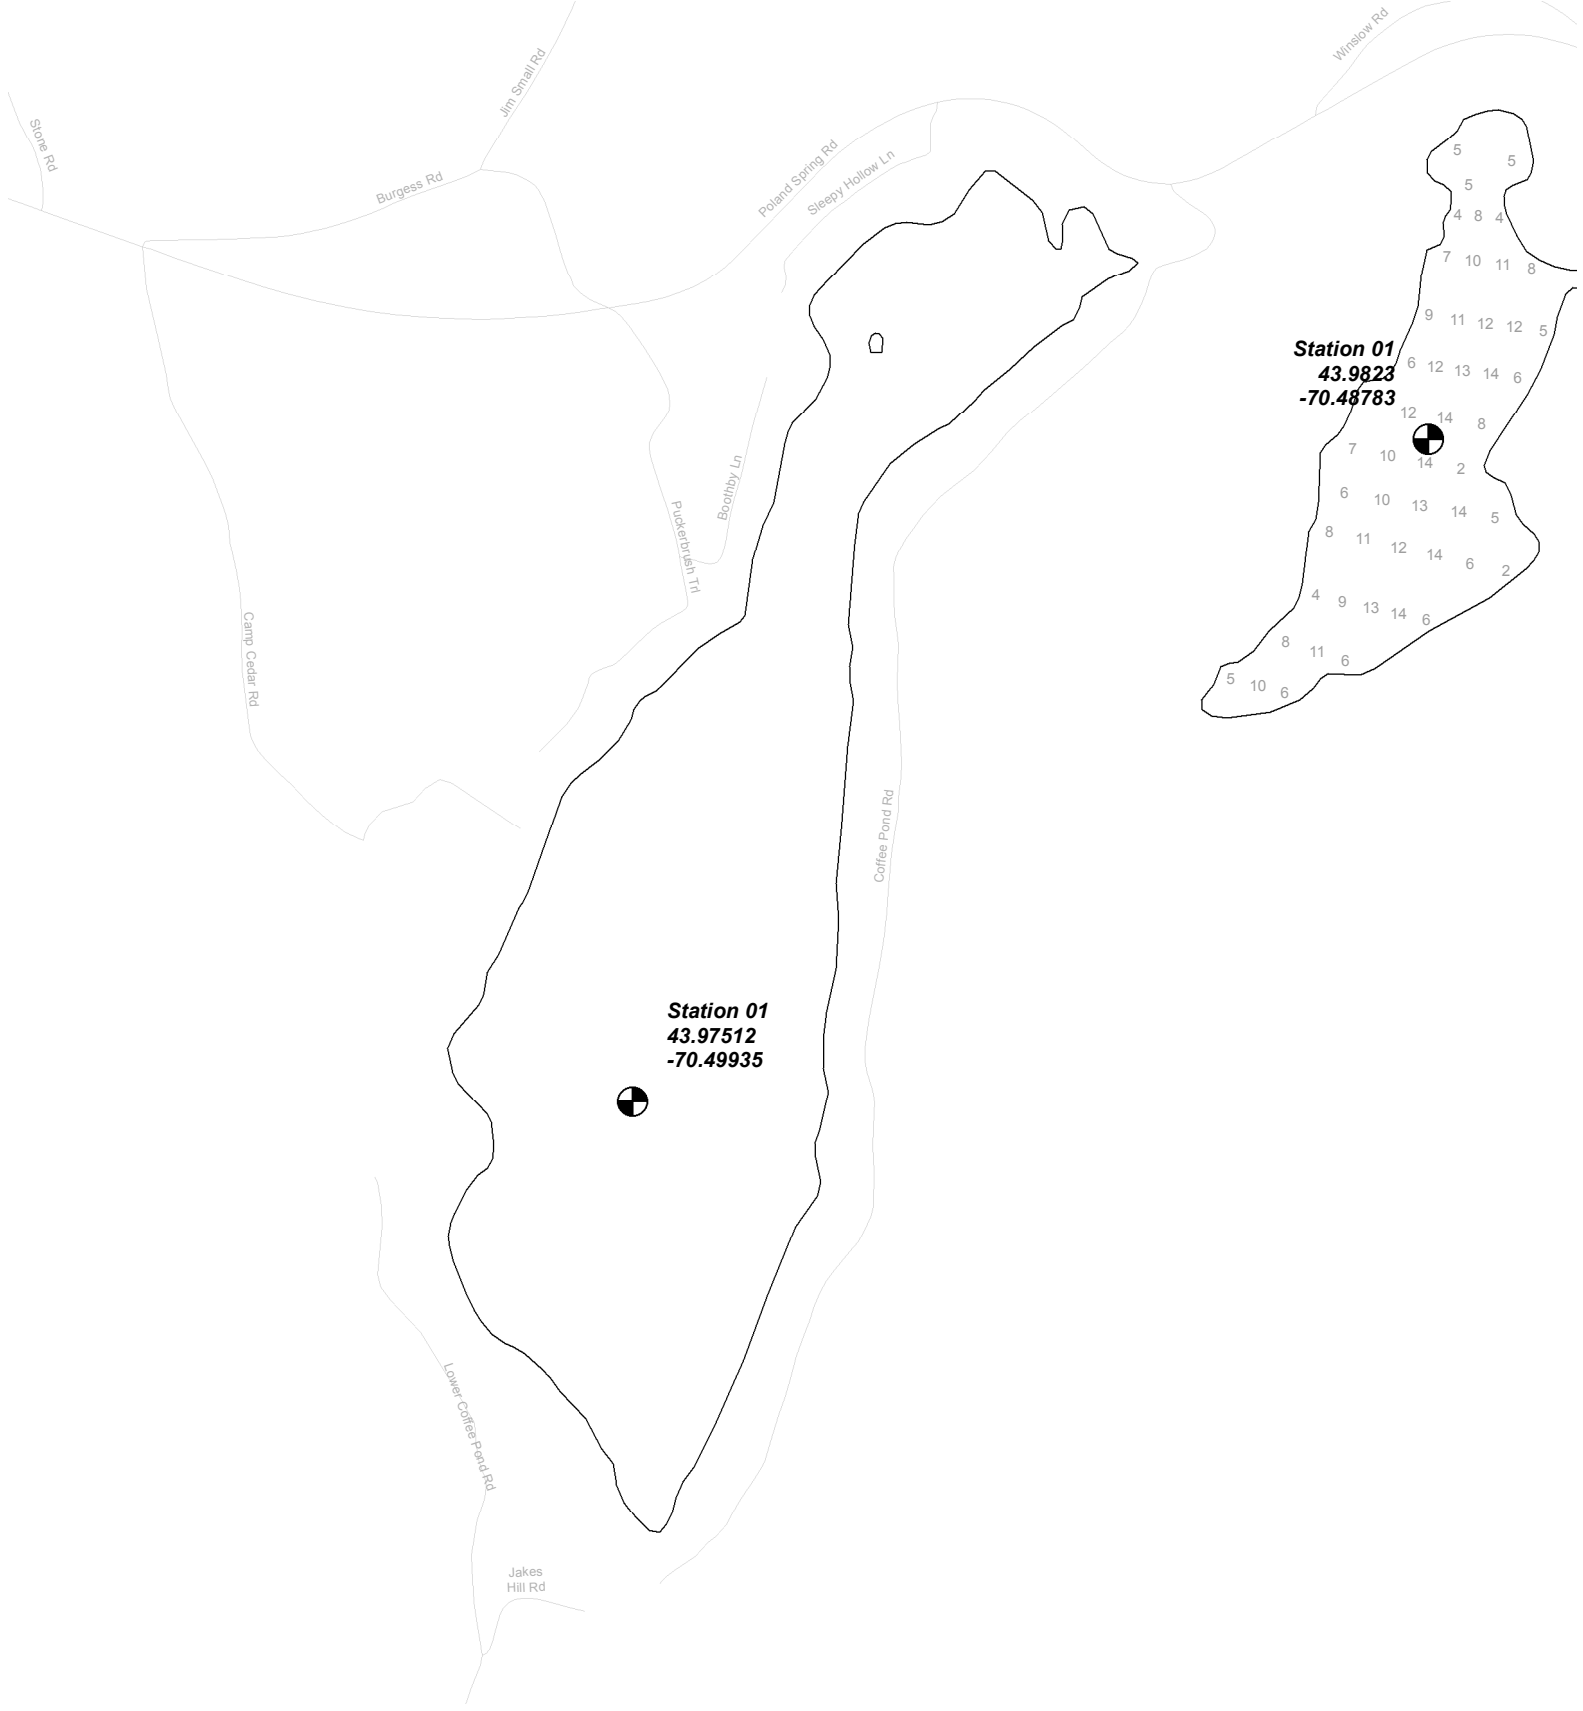 Winslow Rd
Jim Small Rd
Stone Rd
Burgess Rd
Poland Spring Rd
Sleepy Hollow Ln
5 5
5
4 8 4
7 10 11 8
9 11 12 12 5
Station 01
43.9823
-70.48783
6 12 13 14 6
12 14 8
7 10 14 2
6 10 13 14 5
8 11 12 14 6 2
4 9 13 14 6
8 11 6
5 10 6
Boothby Ln
Puckerbrush Trl
Camp Cedar Rd
Coffee Pond Rd
Station 01
43.97512
-70.49935
Lower Coffee Pond Rd
Jakes
Hill Rd